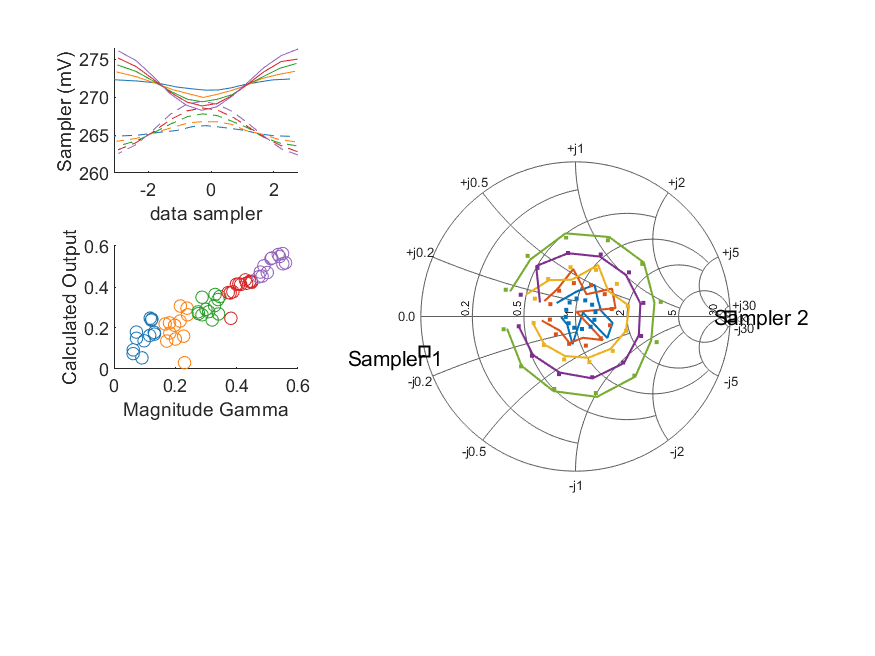 275
270
265
260
Sampler (mV)
-2
0
2
data sampler
0.6
0.4
0.2
0
Calculated Output
0
0.2
0.4
0.6
Magnitude Gamma
+j1
+j0.5
+j2
+j0.2
+j5
0.0
0.2
0.5
1
2
5
30
+j30
-j30
Sampler 2
Sampler 1
-j0.2
-j5
-j0.5
-j2
-j1